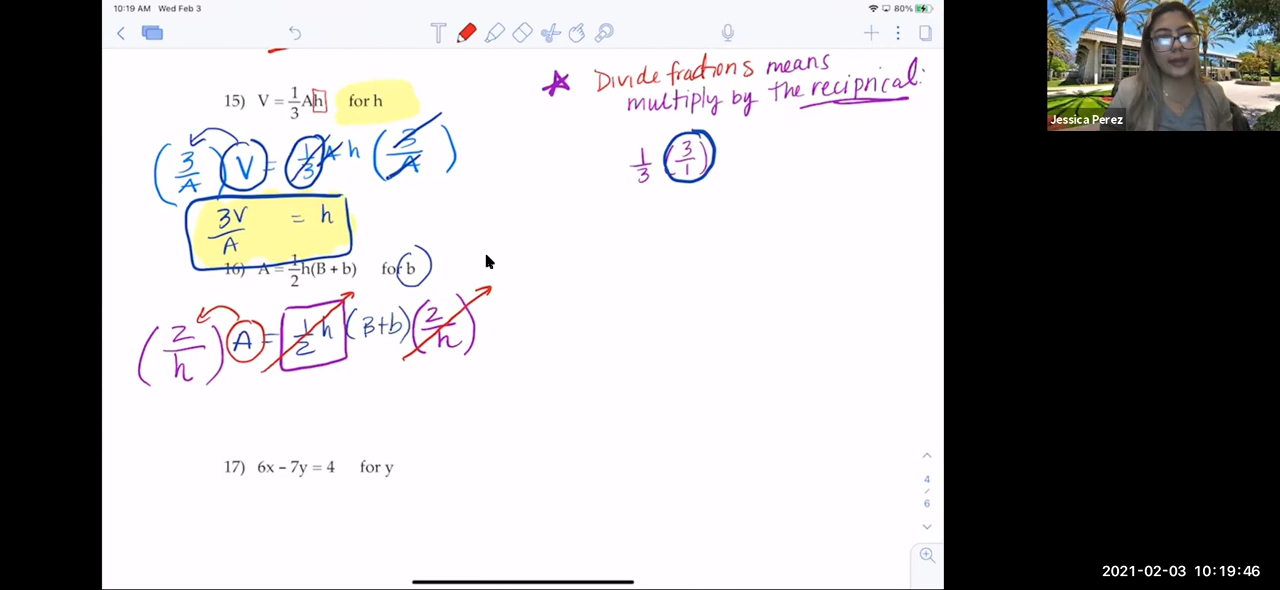 10:19 AM Wed Feb 3
80%
T
★ Divide fractions means
multiply by the reciprical:
15) V = 1/3 Ah for h
(3/A) V = 1/3 A h (3/A)
1/3 (3/1)
3V/A = h
16) A = 1/2 h(B + b) for b
(2/h) A = 1/2 h (B+b) (2/h)
17) 6x – 7y = 4 for y
4 / 6
Jessica Perez
2021-02-03 10:19:46